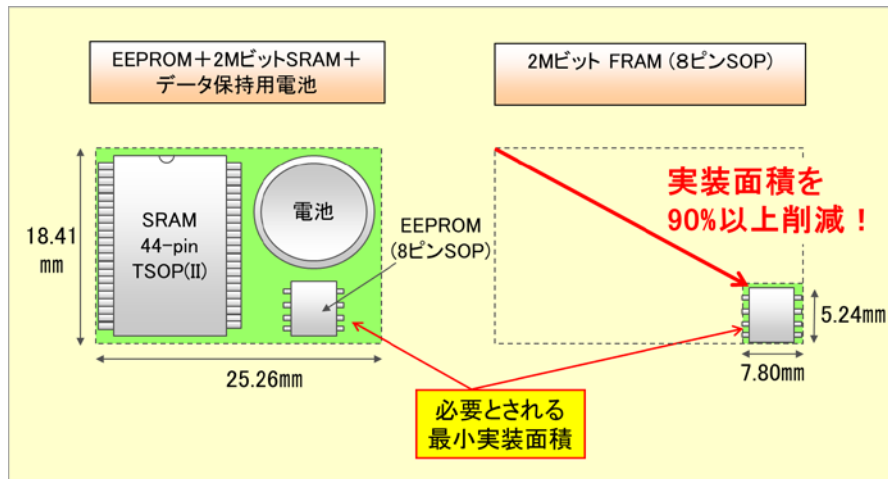 EEPROM+2MビットSRAM+
データ保持用電池
2Mビット FRAM (8ピンSOP)
18.41
mm
SRAM
44-pin
TSOP(II)
電池
EEPROM
(8ピンSOP)
25.26mm
実装面積を
90%以上削減！
5.24mm
7.80mm
必要とされる
最小実装面積